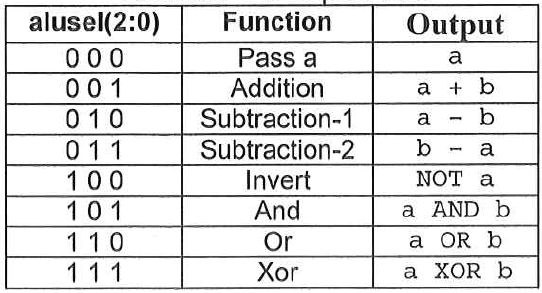 alusel(2:0) Function Output
0 0 0 Pass a a
0 0 1 Addition a + b
0 1 0 Subtraction-1 a - b
0 1 1 Subtraction-2 b - a
1 0 0 Invert NOT a
1 0 1 And a AND b
1 1 0 Or a OR b
1 1 1 Xor a XOR b